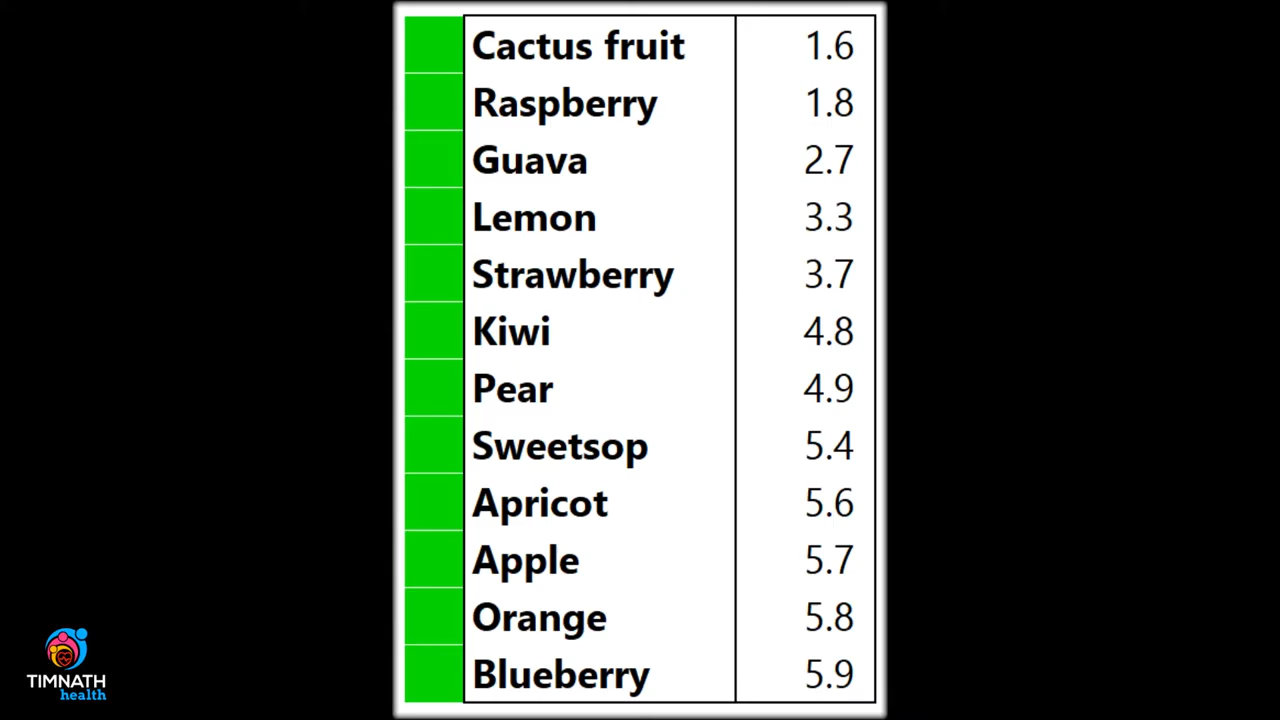 Cactus fruit 1.6
Raspberry 1.8
Guava 2.7
Lemon 3.3
Strawberry 3.7
Kiwi 4.8
Pear 4.9
Sweetsop 5.4
Apricot 5.6
Apple 5.7
Orange 5.8
Blueberry 5.9
TIMNATH
health